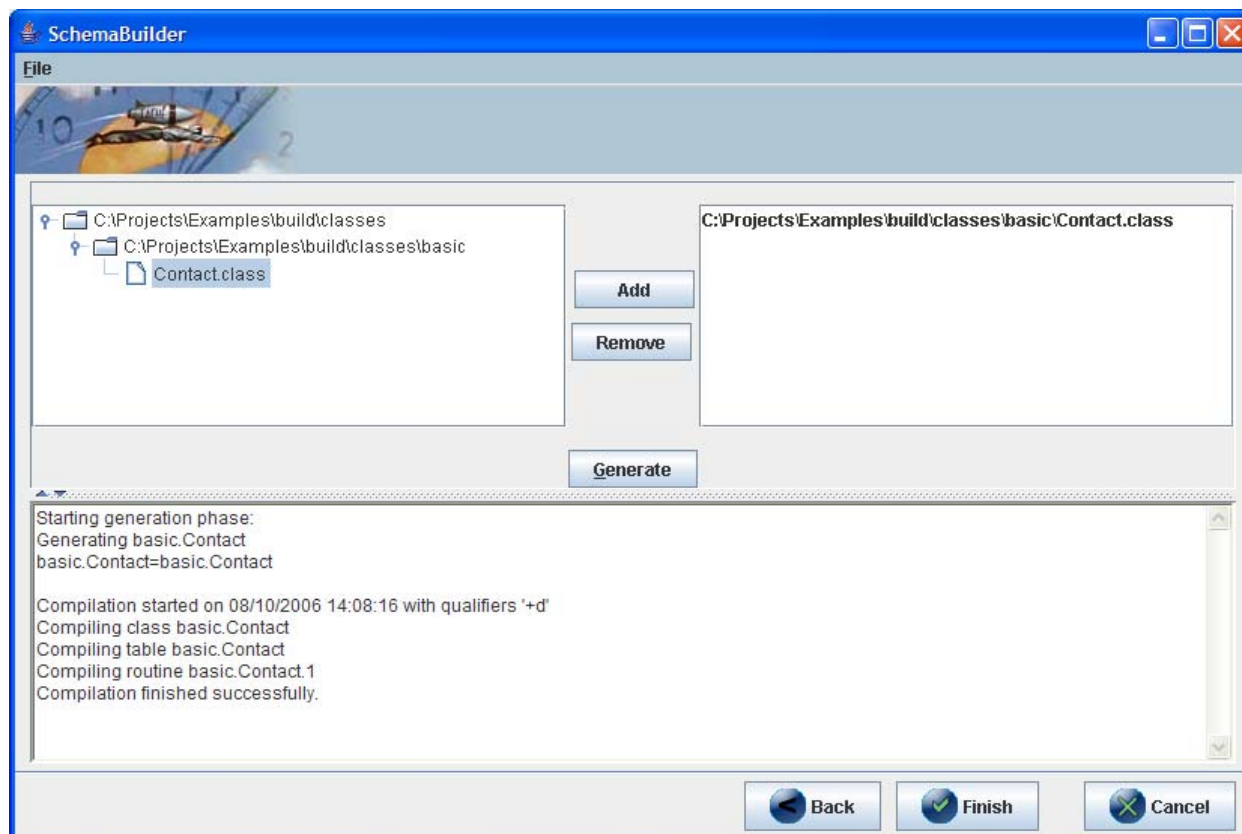 SchemaBuilder
File
10
2
C:\Projects\Examples\build\classes
C:\Projects\Examples\build\classes\basic
Contact.class
Add
Remove
C:\Projects\Examples\build\classes\basic\Contact.class
Generate
Starting generation phase:
Generating basic.Contact
basic.Contact=basic.Contact
Compilation started on 08/10/2006 14:08:16 with qualifiers '+d'
Compiling class basic.Contact
Compiling table basic.Contact
Compiling routine basic.Contact.1
Compilation finished successfully.
Back
Finish
Cancel